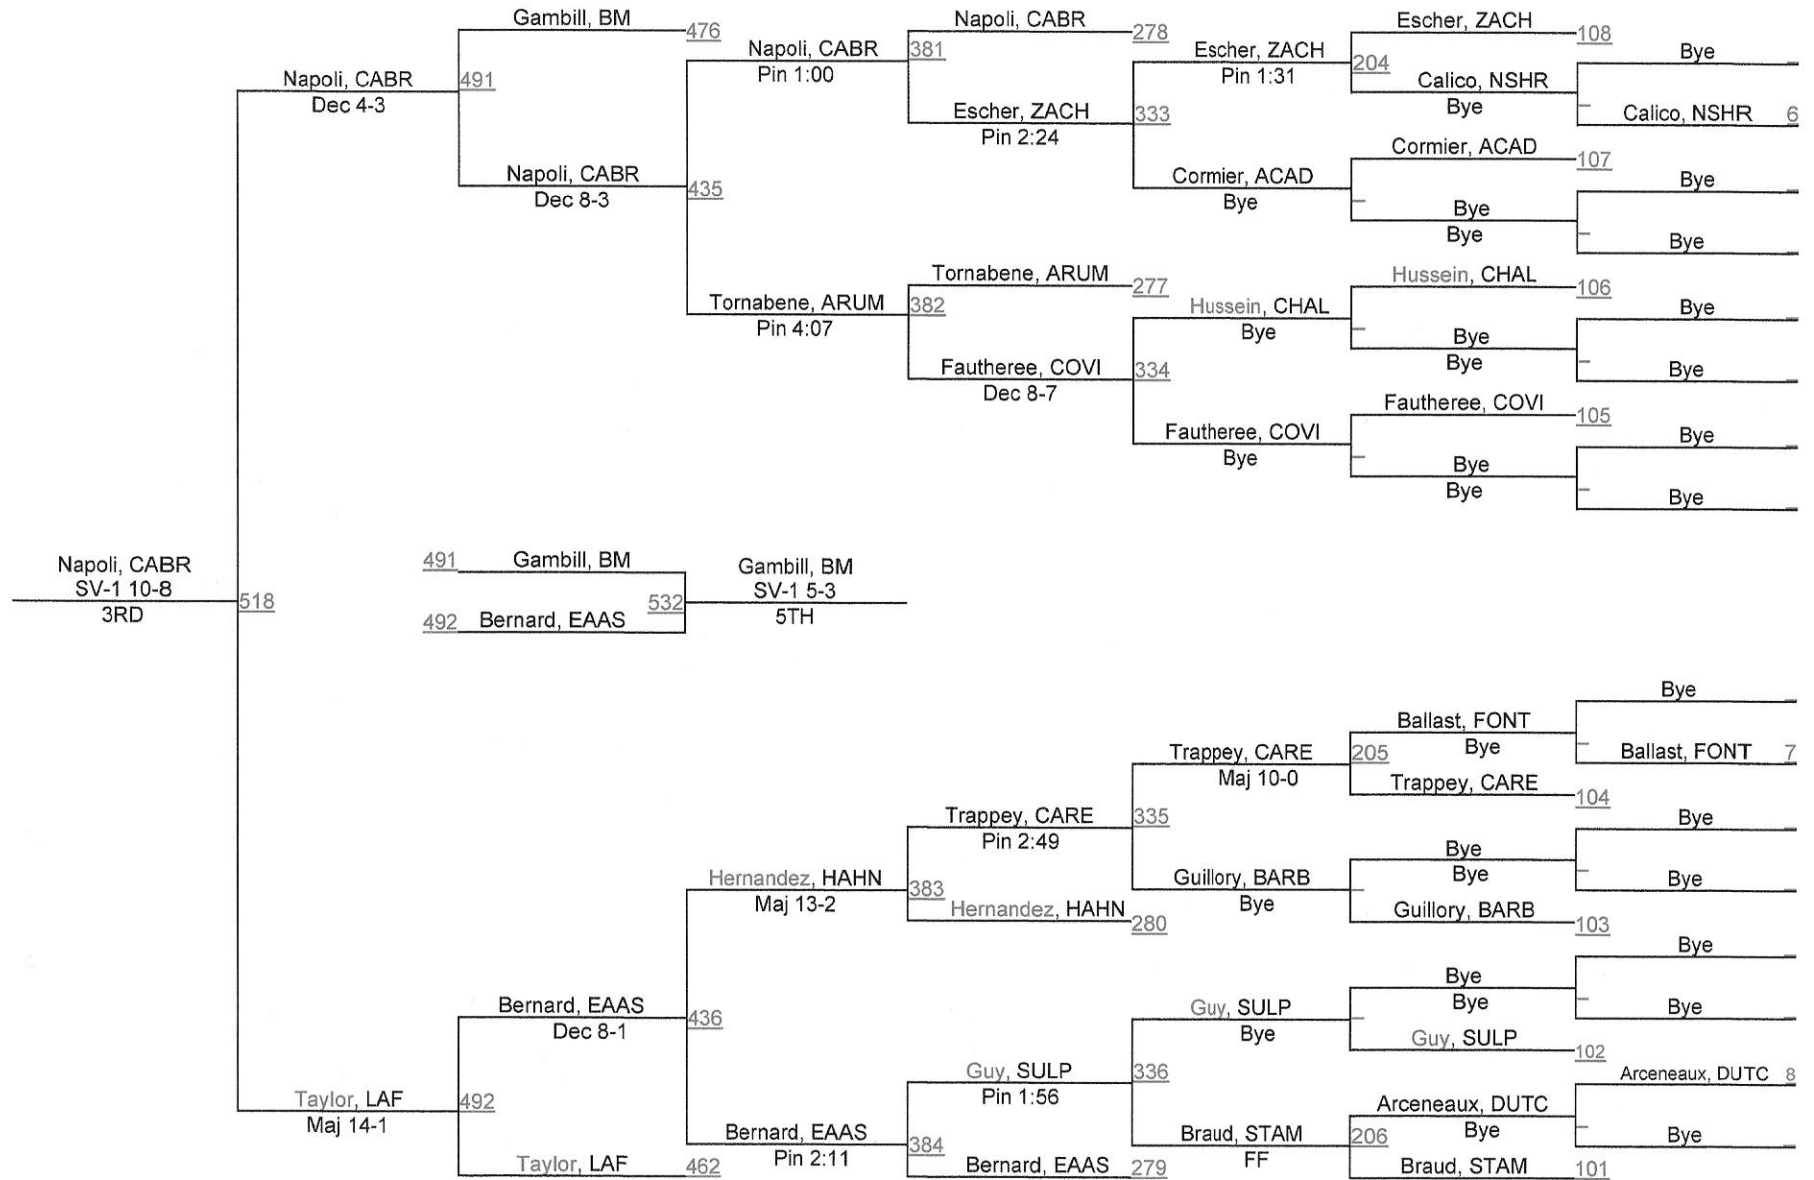 Gambill, BM
476
Napoli, CABR
278
Escher, ZACH
108
Bye
Napoli, CABR
Dec 4-3
491
Napoli, CABR
Pin 1:00
381
Escher, ZACH
Pin 1:31
204
Calico, NSHR
Bye
Calico, NSHR 6
Escher, ZACH
Pin 2:24
333
Napoli, CABR
Dec 8-3
435
Cormier, ACAD
Bye
Cormier, ACAD
107
Bye
Bye
Bye
Bye
Tornabene, ARUM
Pin 4:07
382
Tornabene, ARUM
277
Hussein, CHAL
Bye
Hussein, CHAL
106
Bye
Bye
Bye
Bye
Fautheree, COVI
Dec 8-7
334
Fautheree, COVI
Bye
Fautheree, COVI
105
Bye
Bye
Bye
Bye
Napoli, CABR
SV-1 10-8
3RD
518
491
Gambill, BM
492
Bernard, EAAS
532
Gambill, BM
SV-1 5-3
5TH
Bye
Ballast, FONT
Bye
Ballast, FONT 7
Trappey, CARE
Maj 10-0
205
Trappey, CARE
104
Trappey, CARE
Pin 2:49
335
Bye
Bye
Bye
Bye
Hernandez, HAHN
Maj 13-2
383
Hernandez, HAHN
280
Guillory, BARB
Bye
Guillory, BARB
103
Bye
Bye
Bye
Bye
Bernard, EAAS
Dec 8-1
436
Guy, SULP
Bye
Guy, SULP
102
Guy, SULP
Pin 1:56
336
Arceneaux, DUTC 8
Arceneaux, DUTC
Bye
Bye
Taylor, LAF
Maj 14-1
492
Bernard, EAAS
Pin 2:11
384
Braud, STAM
FF
206
Taylor, LAF
462
Bernard, EAAS
279
Braud, STAM
101